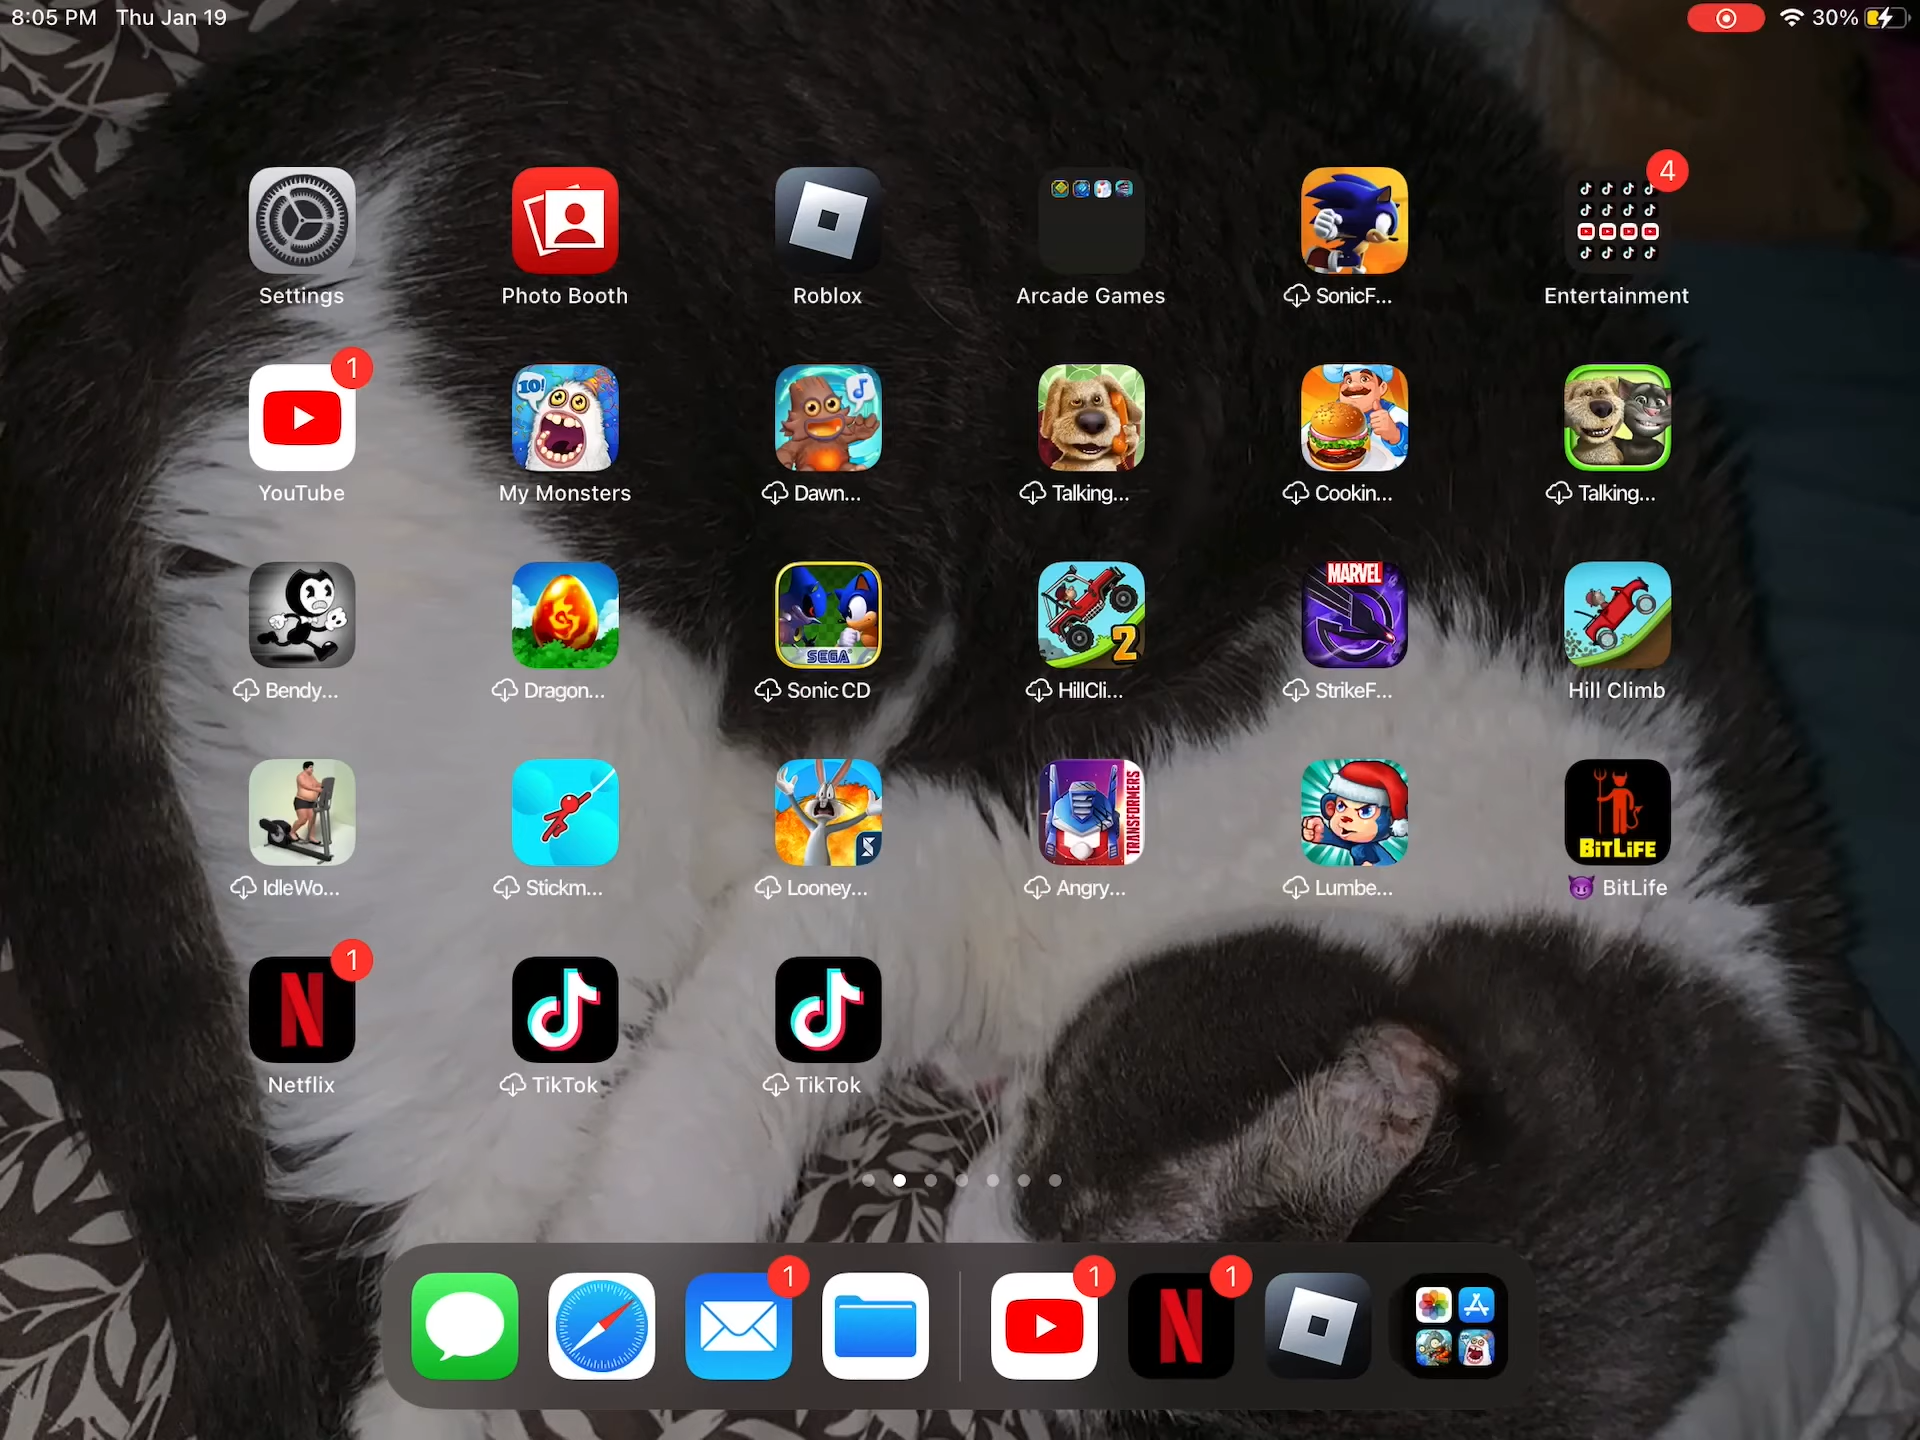 8:05 PM Thu Jan 19
30%
4
Settings
Photo Booth
Roblox
Arcade Games
SonicF...
Entertainment
1
10!
YouTube
My Monsters
Dawn...
Talking...
Cookin...
Talking...
MARVEL
SEGA
2
Bendy...
Dragon...
Sonic CD
HillCli...
StrikeF...
Hill Climb
TRANSFORMERS
BITLIFE
IdleWo...
Stickm...
Looney...
Angry...
Lumbe...
😈 BitLife
1
N
Netflix
TikTok
TikTok
1
1
1
N